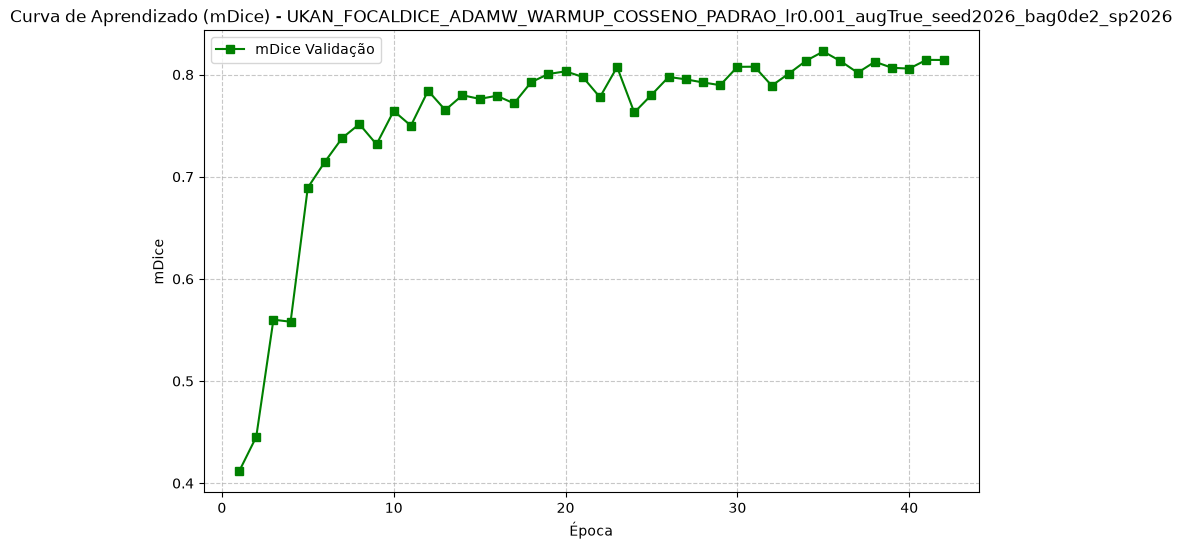 Curva de Aprendizado (mDice) - UKAN_FOCALDICE_ADAMW_WARMUP_COSSENO_PADRAO_lr0.001_augTrue_seed2026_bag0de2_sp2026
mDice Validação
0.8
0.7
0.6
0.5
0.4
mDice
0 10 20 30 40
Época